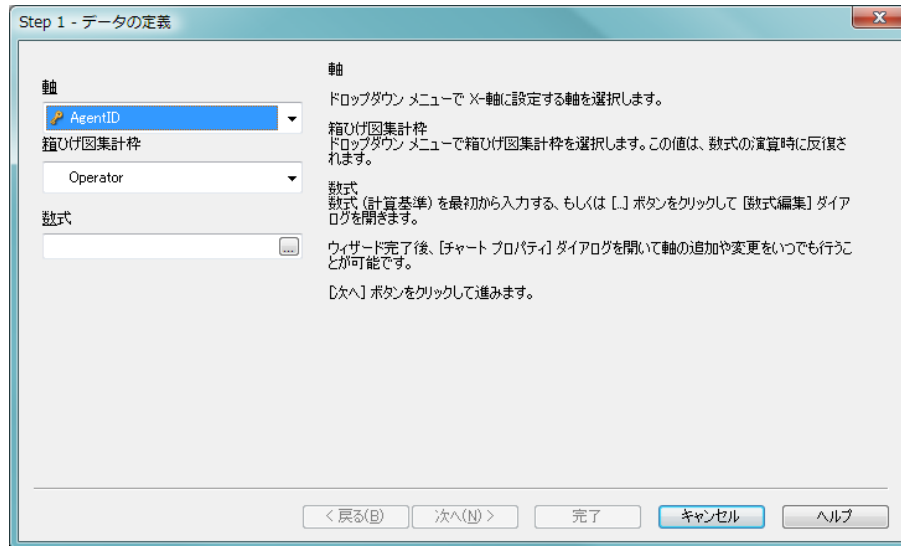 Step 1 - データの定義
軸
AgentID
箱ひげ図集計枠
Operator
数式
...
軸
ドロップダウン メニューで X-軸に設定する軸を選択します。
箱ひげ図集計枠
ドロップダウン メニューで箱ひげ図集計枠を選択します。この値は、数式の演算時に反復さ
れます。
数式
数式 (計算基準) を最初から入力する、もしくは [...] ボタンをクリックして [数式編集] ダイア
ログを開きます。
ウィザード完了後、[チャート プロパティ] ダイアログを開いて軸の追加や変更をいつでも行うこ
とが可能です。
[次へ] ボタンをクリックして進みます。
< 戻る(B)
次へ(N) >
完了
キャンセル
ヘルプ